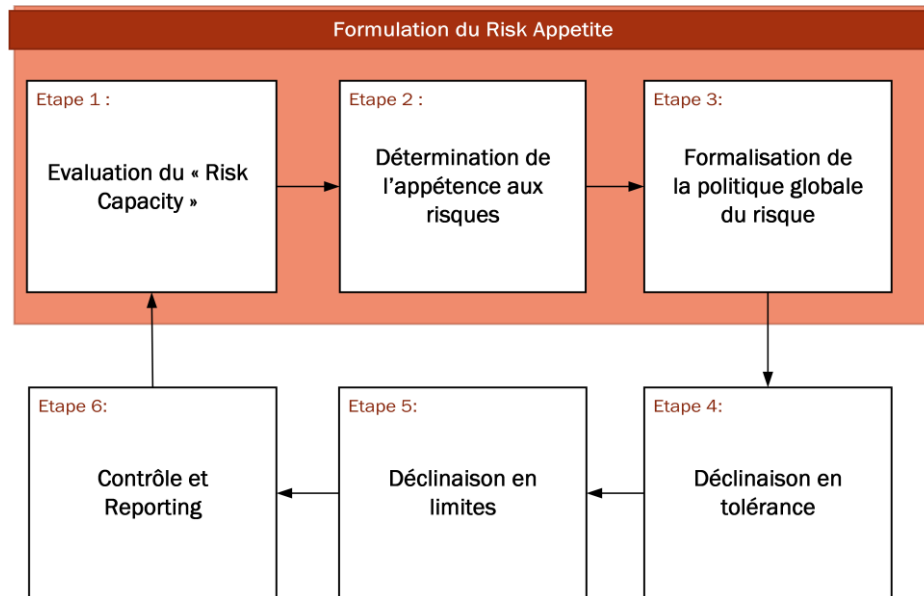 Formulation du Risk Appetite
Etape 1 :
Evaluation du « Risk
Capacity »
Etape 2 :
Détermination de
l'appétence aux
risques
Etape 3:
Formalisation de
la politique globale
du risque
Etape 6:
Contrôle et
Reporting
Etape 5:
Déclinaison en
limites
Etape 4:
Déclinaison en
tolérance